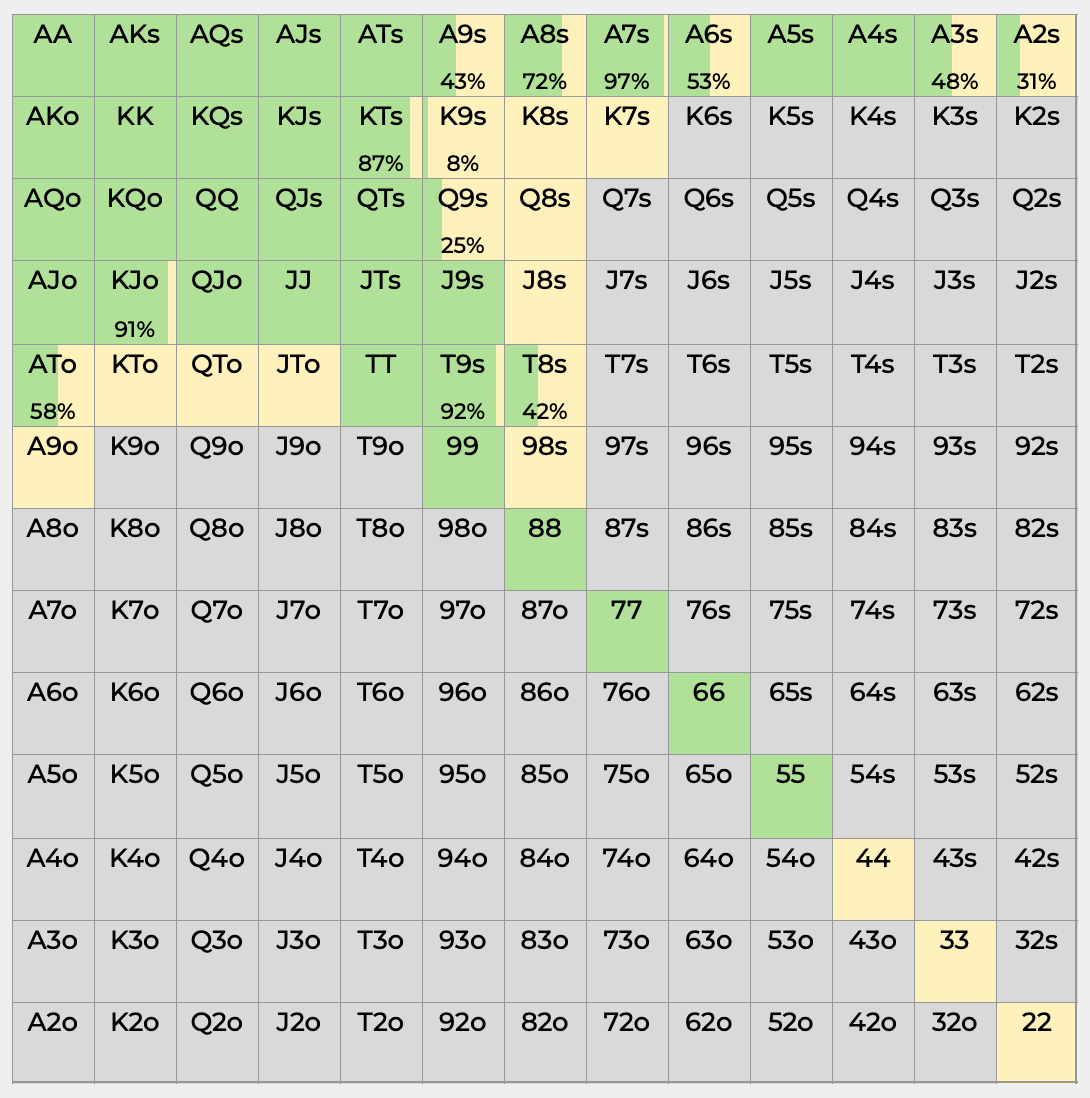 AA AKs AQs AJs ATs A9s A8s A7s A6s A5s A4s A3s A2s
43% 72% 97% 53% 48% 31%
AKo KK KQs KJs KTs K9s K8s K7s K6s K5s K4s K3s K2s
87% 8%
AQo KQo QQ QJs QTs Q9s Q8s Q7s Q6s Q5s Q4s Q3s Q2s
25%
AJo KJo QJo JJ JTs J9s J8s J7s J6s J5s J4s J3s J2s
91%
ATo KTo QTo JTo TT T9s T8s T7s T6s T5s T4s T3s T2s
58% 92% 42%
A9o K9o Q9o J9o T9o 99 98s 97s 96s 95s 94s 93s 92s
A8o K8o Q8o J8o T8o 98o 88 87s 86s 85s 84s 83s 82s
A7o K7o Q7o J7o T7o 97o 87o 77 76s 75s 74s 73s 72s
A6o K6o Q6o J6o T6o 96o 86o 76o 66 65s 64s 63s 62s
A5o K5o Q5o J5o T5o 95o 85o 75o 65o 55 54s 53s 52s
A4o K4o Q4o J4o T4o 94o 84o 74o 64o 54o 44 43s 42s
A3o K3o Q3o J3o T3o 93o 83o 73o 63o 53o 43o 33 32s
A2o K2o Q2o J2o T2o 92o 82o 72o 62o 52o 42o 32o 22